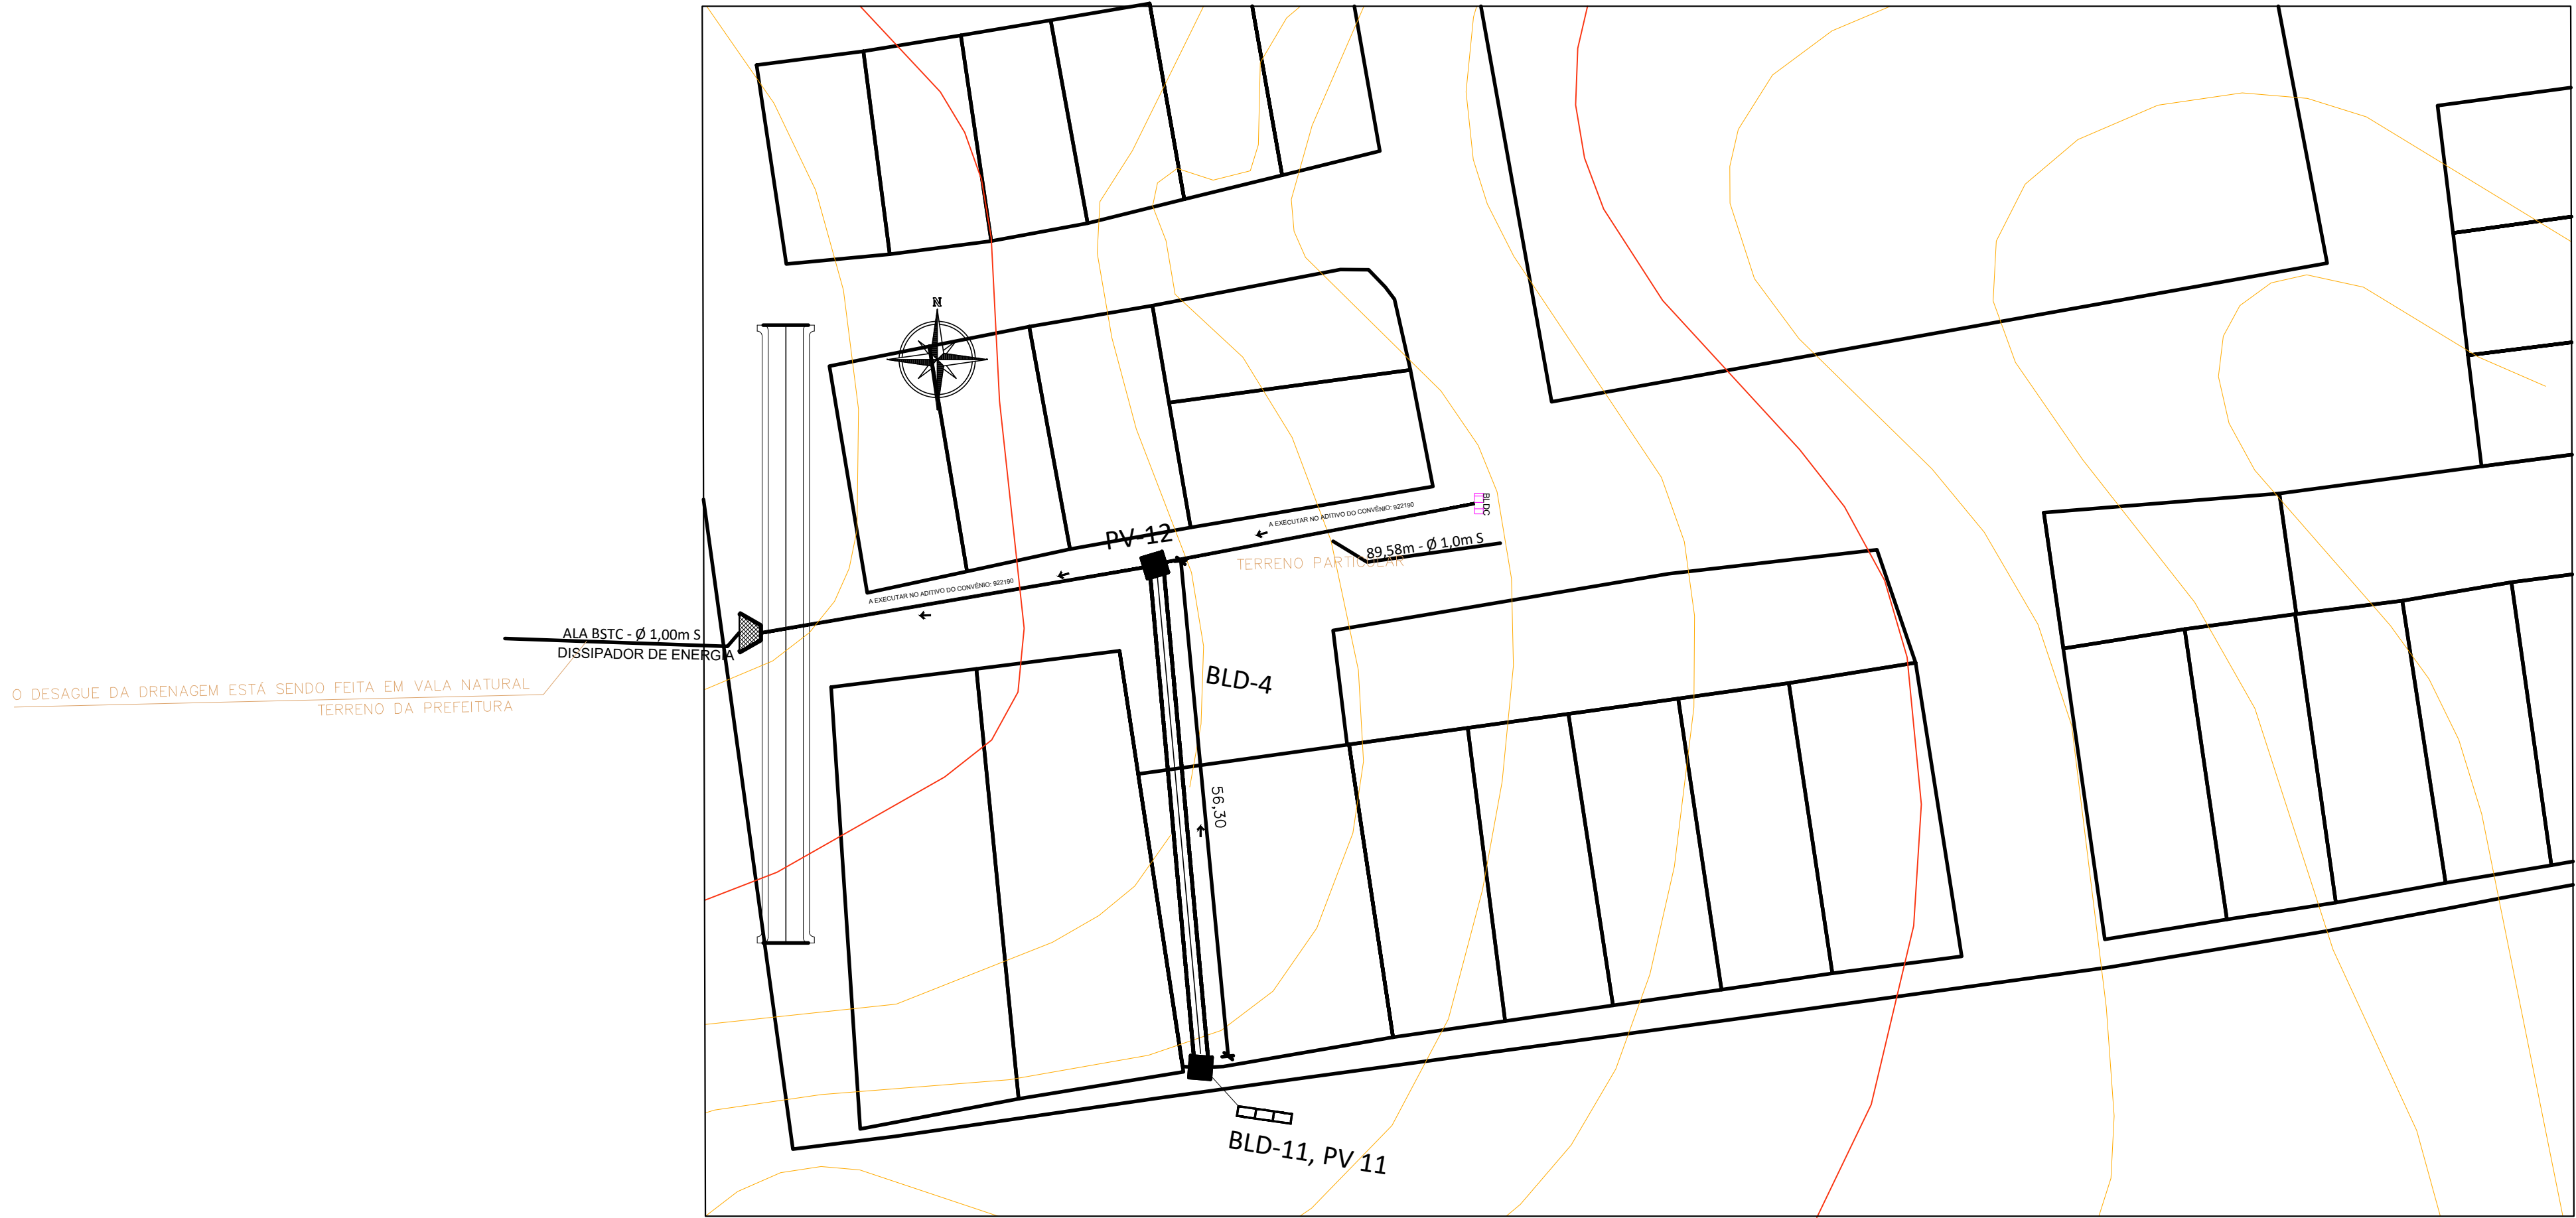 N
BLDC
A EXECUTAR NO ADITIVO DO CONVÊNIO: 922190
PV-12
89,58m - Ø 1,0m S
TERRENO PARTICULAR
A EXECUTAR NO ADITIVO DO CONVÊNIO: 922190
ALA BSTC - Ø 1,00m S
DISSIPADOR DE ENERGIA
O DESAGUE DA DRENAGEM ESTÁ SENDO FEITA EM VALA NATURAL
TERRENO DA PREFEITURA
BLD-4
56,30
BLD-11, PV 11